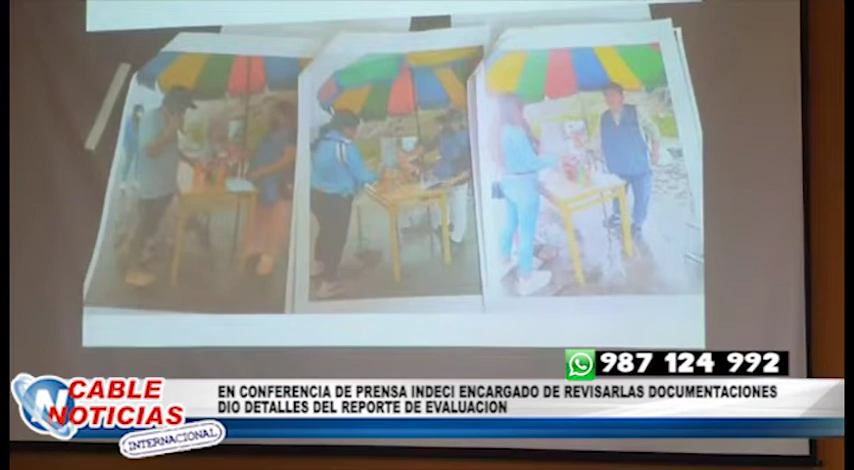 987 124 992
CABLE
NOTICIAS
INTERNACIONAL
EN CONFERENCIA DE PRENSA INDECI ENCARGADO DE REVISARLAS DOCUMENTACIONES
DIO DETALLES DEL REPORTE DE EVALUACION